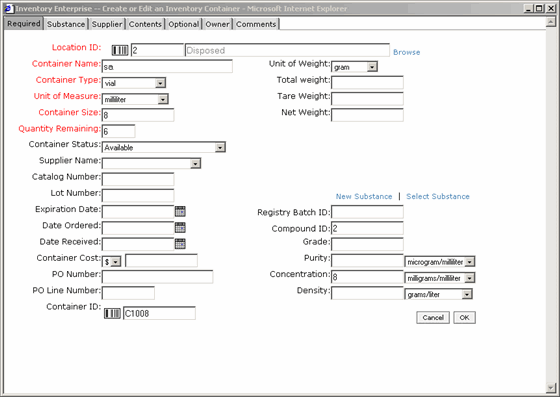 Inventory Enterprise -- Create or Edit an Inventory Container - Microsoft Internet Explorer
Required Substance Supplier Contents Optional Owner Comments
Location ID: 2 Disposed Browse
Container Name:
Container Type: vial
Unit of Measure: milliliter
Container Size: 8
Quantity Remaining: 6
Container Status: Available
Supplier Name:
Catalog Number:
Lot Number:
Expiration Date:
Date Ordered:
Date Received:
Container Cost: $
PO Number:
PO Line Number:
Container ID: C1008
Unit of Weight: gram
Total weight:
Tare Weight:
Net Weight:
New Substance | Select Substance
Registry Batch ID:
Compound ID: 2
Grade:
Purity: microgram/milliliter
Concentration: 8 milligrams/milliliter
Density: grams/liter
Cancel OK